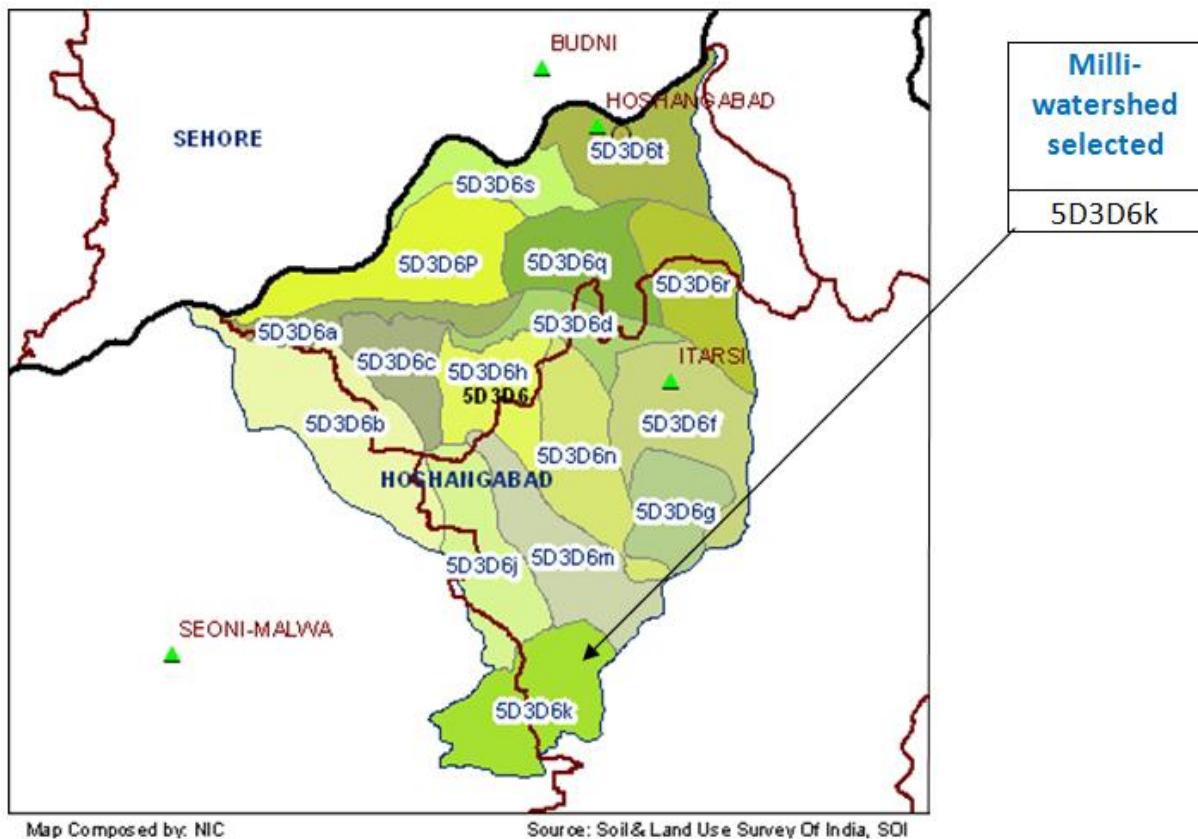 BUDNI
HOSHANGABAD
SEHORE
5D3D6t
5D3D6s
5D3D6P
5D3D6q
5D3D6r
5D3D6a
5D3D6d
5D3D6c
5D3D6h
ITARSI
5D3D6
5D3D6b
5D3D6f
5D3D6n
HOSHANGABAD
5D3D6g
5D3D6m
5D3D6j
SEONI-MALWA
5D3D6k
Map Composed by: NIC
Source: Soil & Land Use Survey Of India, SOI
Milli-
watershed
selected
5D3D6k